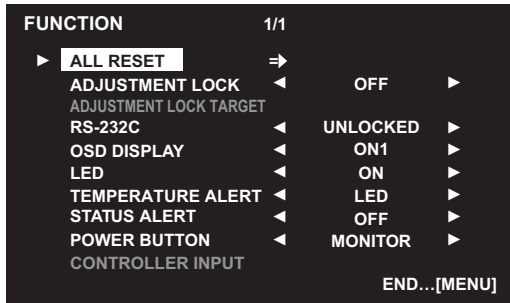 FUNCTION 1/1
ALL RESET
ADJUSTMENT LOCK OFF
ADJUSTMENT LOCK TARGET
RS-232C UNLOCKED
OSD DISPLAY ON1
LED ON
TEMPERATURE ALERT LED
STATUS ALERT OFF
POWER BUTTON MONITOR
CONTROLLER INPUT
END...[MENU]